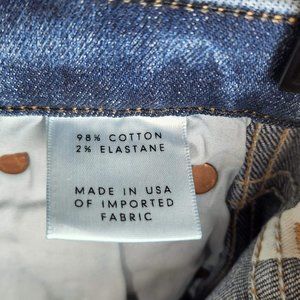 98% COTTON
2% ELASTANE
MADE IN USA
OF IMPORTED
FABRIC